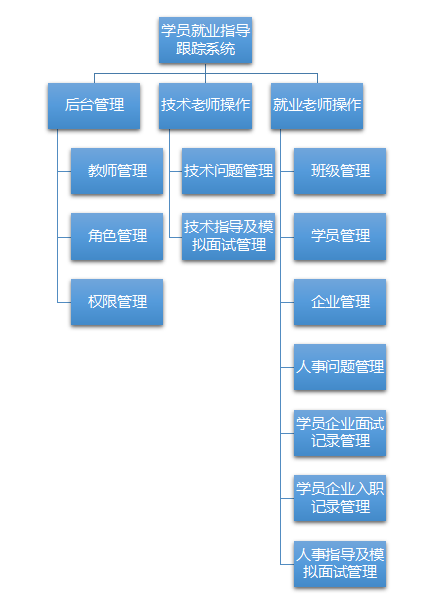 学员就业指导
跟踪系统
后台管理
技术老师操作
就业老师操作
教师管理
技术问题管理
班级管理
角色管理
技术指导及模
拟面试管理
学员管理
权限管理
企业管理
人事问题管理
学员企业面试
记录管理
学员企业入职
记录管理
人事指导及模
拟面试管理